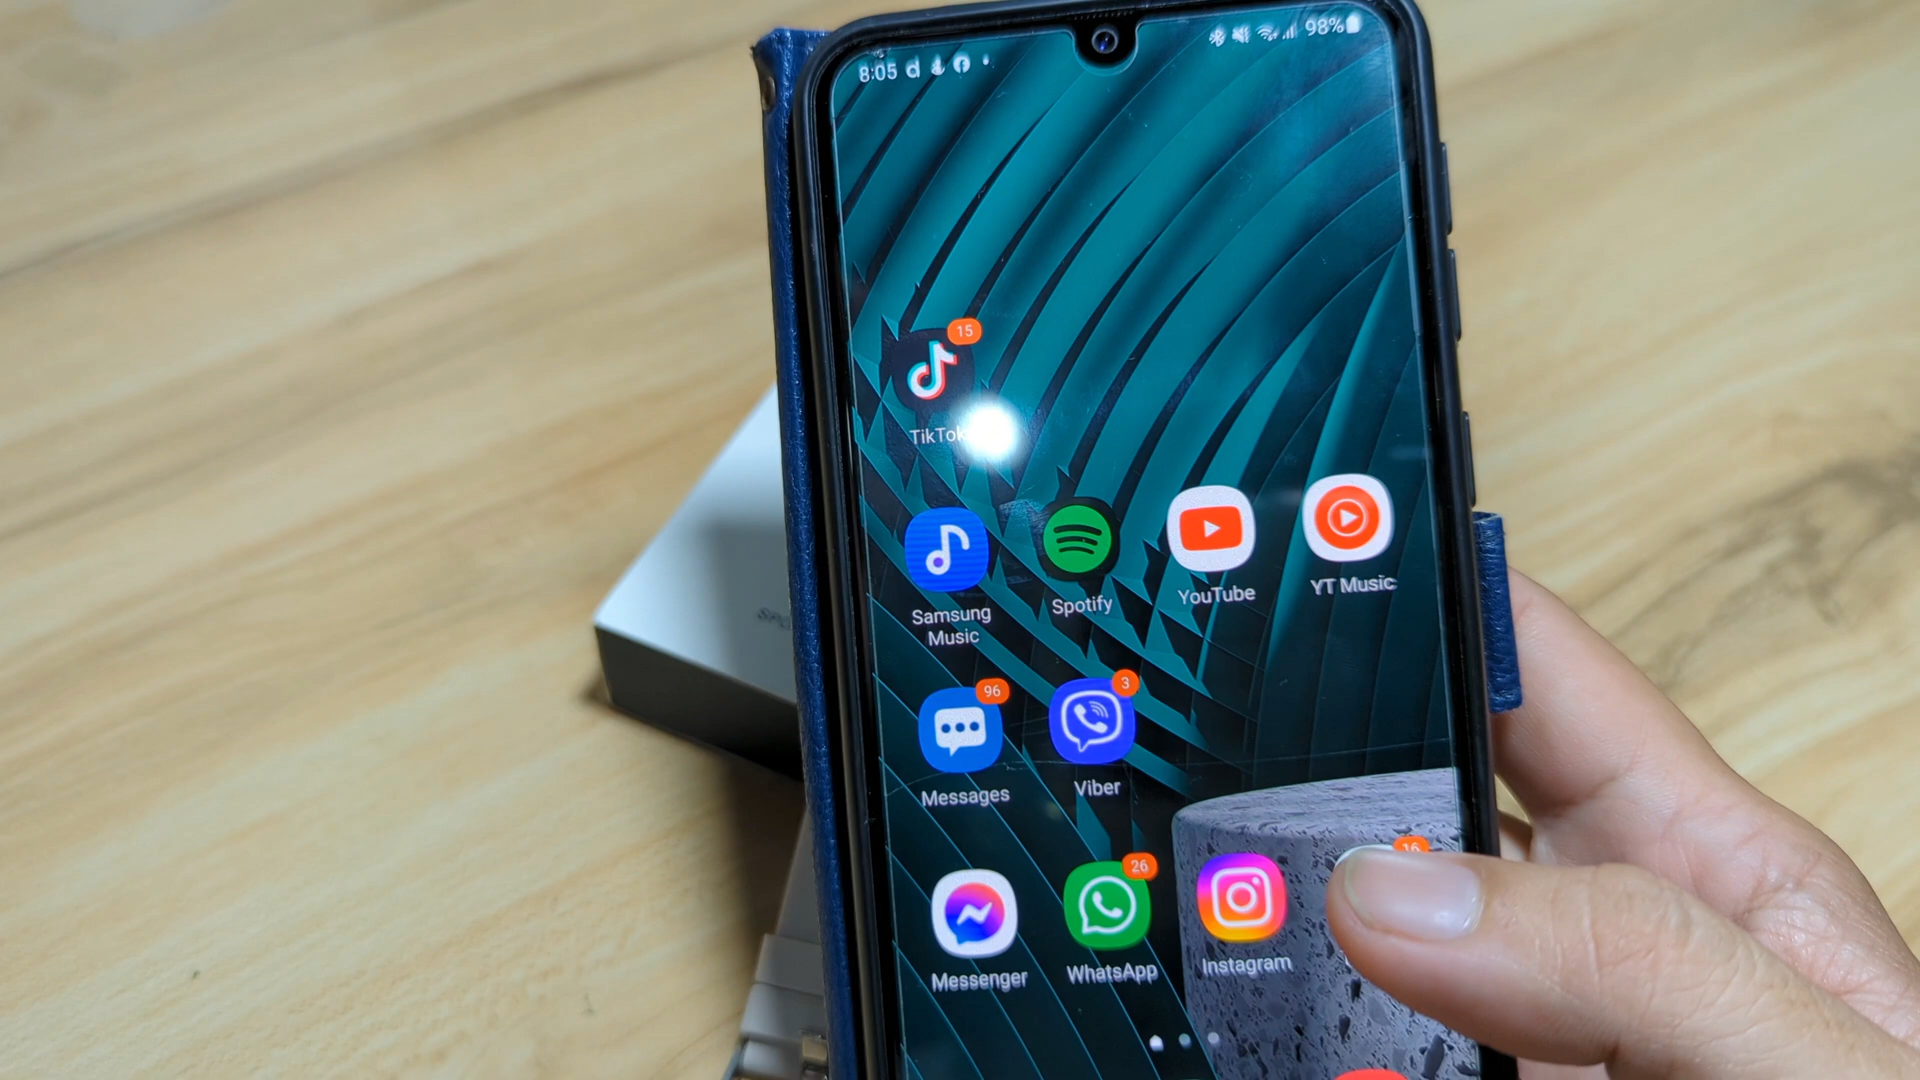 8:05
98%
15
TikTok
Samsung
Music
Spotify
YouTube
YT Music
96
3
Messages
Viber
26
16
Messenger
WhatsApp
Instagram